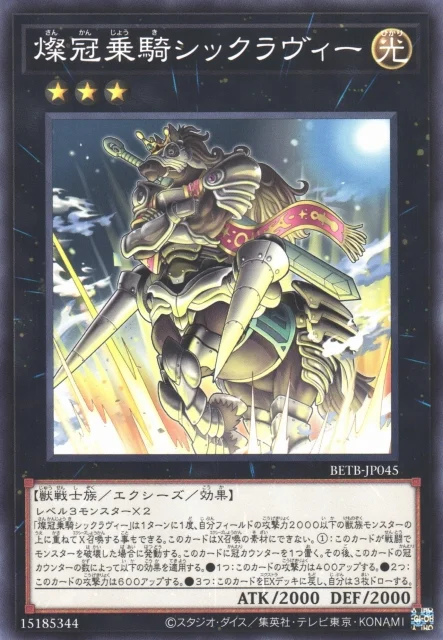 燦冠乗騎シックラヴィー
光
【獣戦士族/エクシーズ/効果】
レベル3モンスター×2
「燦冠乗騎シックラヴィー」は1ターンに1度、自分フィールドの攻撃力2000以下の獣族モンスター
の上に重ねてX召喚する事もできる。このカードはX召喚の素材にできない。①:このカードが戦闘で
モンスターを破壊した場合に発動する。このカードに冠カウンターを1つ置く。その後、このカードの冠
カウンターの数によって以下の効果を適用する。●1つ:このカードの攻撃力は400アップする。●2つ
:このカードの攻撃力は600アップする。●3つ:このカードをEXデッキに戻し、自分は3枚ドローする。
BETB-JP045
ATK/2000 DEF/2000
15185344
©スタジオ・ダイス/集英社・テレビ東京・KONAMI